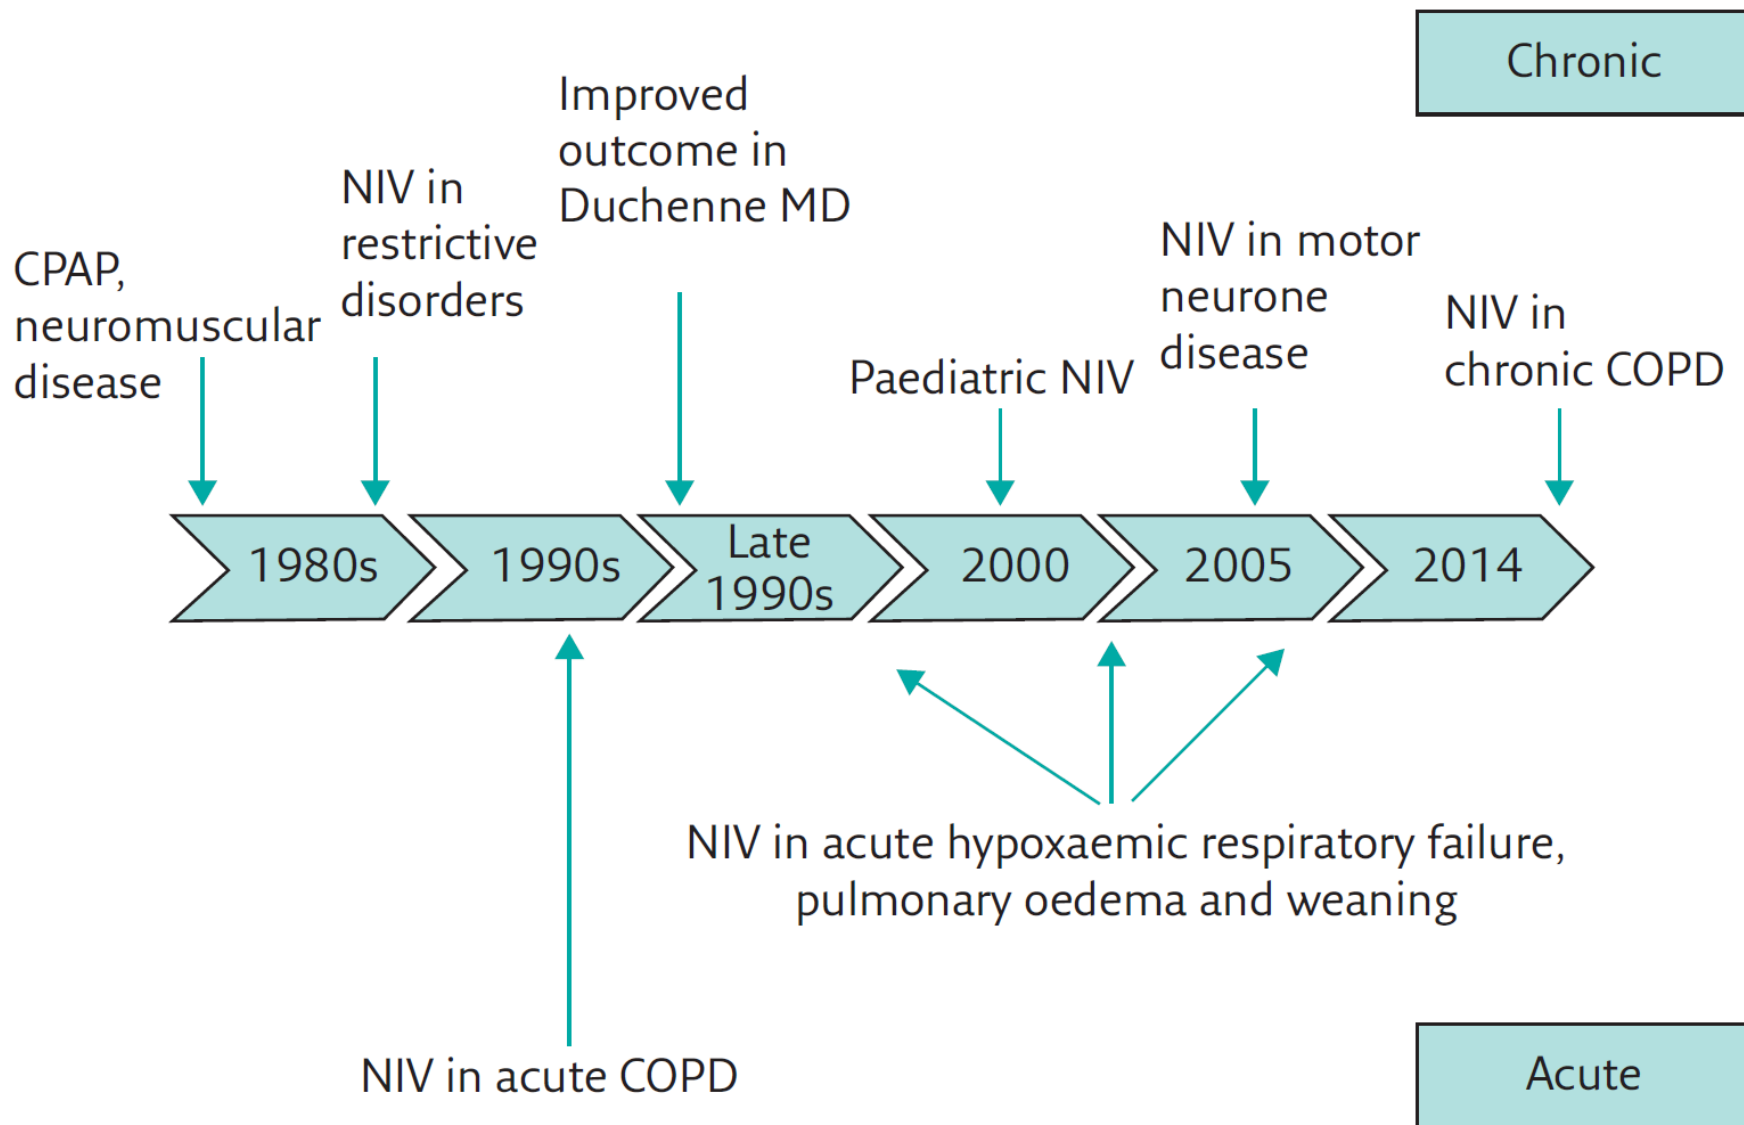 Chronic
Improved
outcome in
Duchenne MD
NIV in
restrictive
disorders
CPAP,
neuromuscular
disease
Paediatric NIV
NIV in motor
neurone
disease
NIV in
chronic COPD
1980s
1990s
Late
1990s
2000
2005
2014
NIV in acute hypoxaemic respiratory failure,
pulmonary oedema and weaning
NIV in acute COPD
Acute